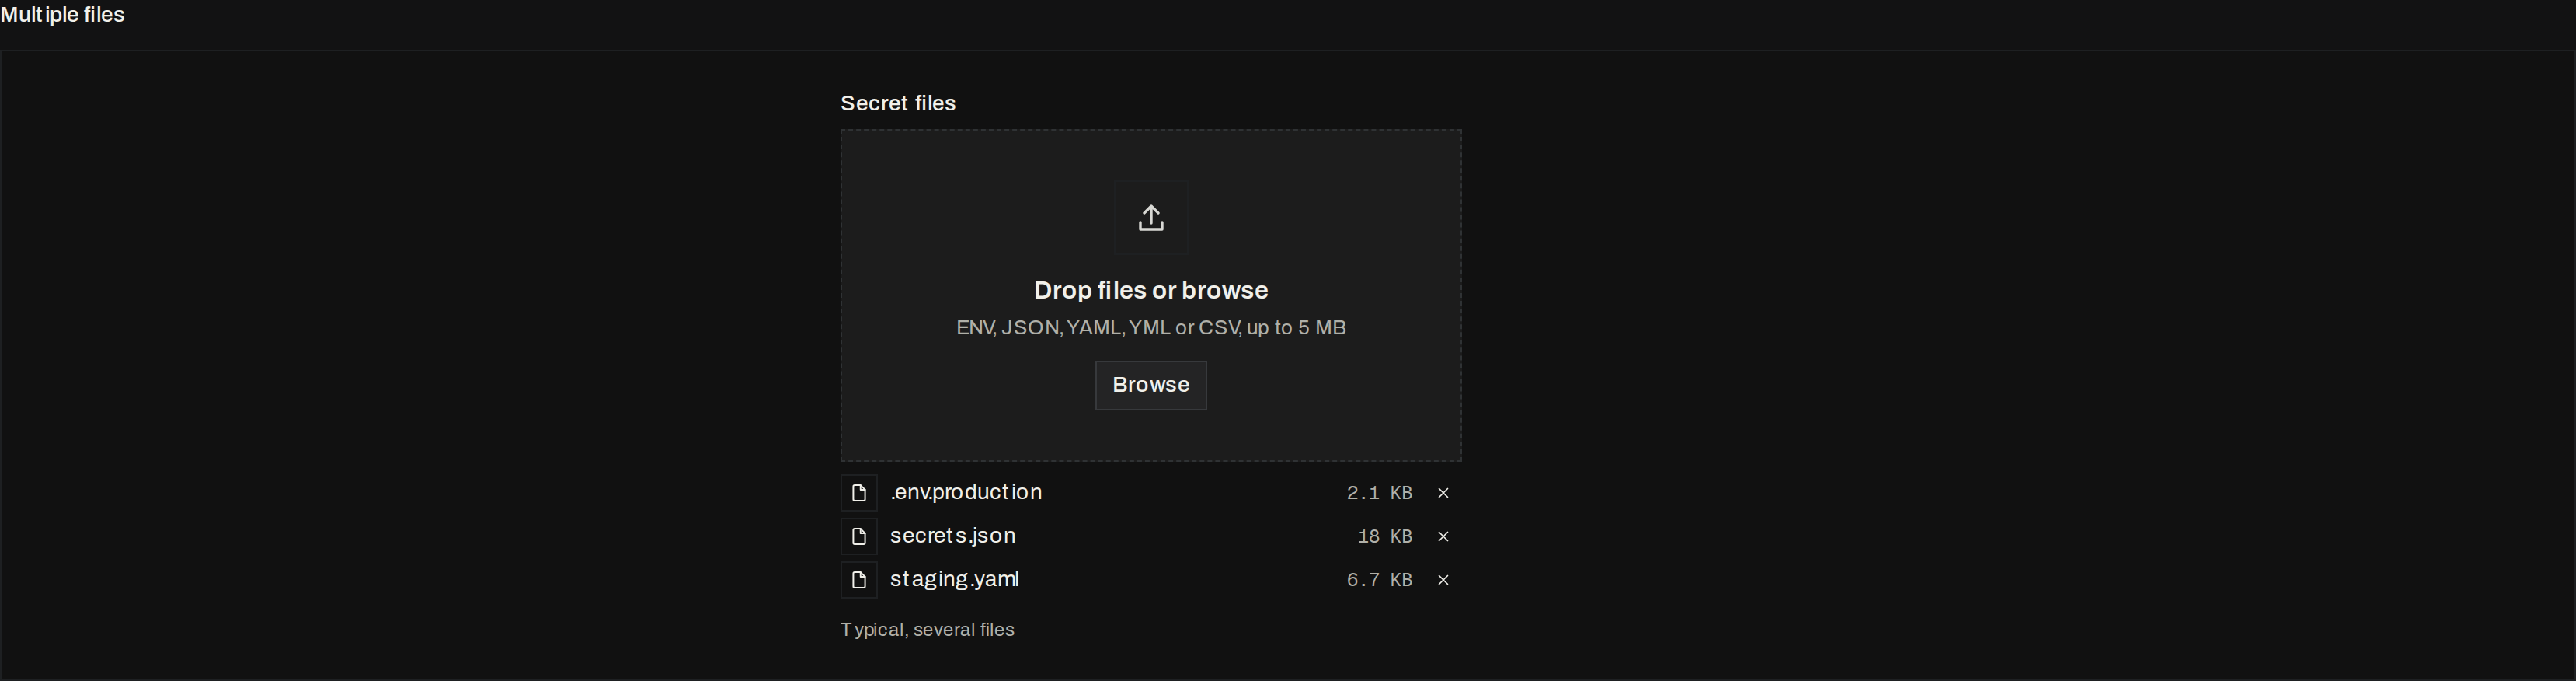 Multiple files
Secret files
Drop files or browse
ENV, JSON, YAML, YML or CSV, up to 5 MB
Browse
.env.production 2.1 KB
secrets.json 18 KB
staging.yaml 6.7 KB
Typical, several files